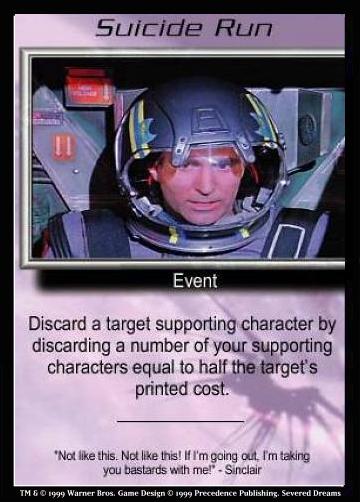 Suicide Run
Event
Discard a target supporting character by
discarding a number of your supporting
characters equal to half the target's
printed cost.
"Not like this. Not like this! If I'm going out, I'm taking
you bastards with me!" - Sinclair
TM & © 1999 Warner Bros. Game Design © 1999 Precedence Publishing. Severed Dreams